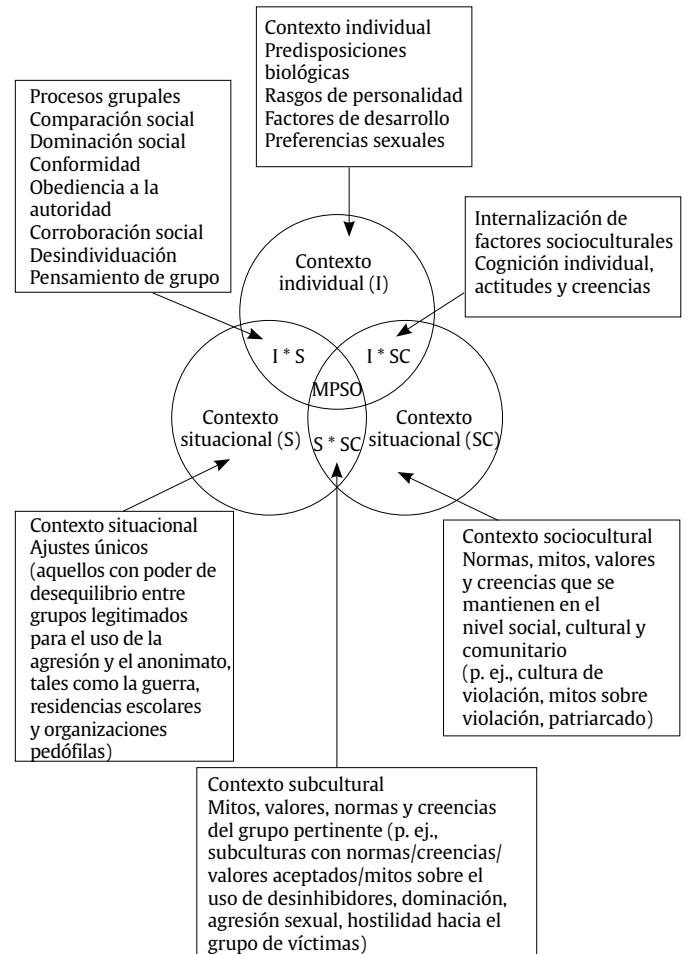 Contexto individual
Predisposiciones
biológicas
Rasgos de personalidad
Factores de desarrollo
Preferencias sexuales
Procesos grupales
Comparación social
Dominación social
Conformidad
Obediencia a la
autoridad
Corroboración social
Desindividuación
Pensamiento de grupo
Internalización de
factores socioculturales
Cognición individual,
actitudes y creencias
Contexto
individual (I)
I * S
I * SC
MPSO
Contexto
situacional (S)
S * SC
Contexto
situacional (SC)
Contexto situacional
Ajustes únicos
(aquellos con poder de
desequilibrio entre
grupos legitimados
para el uso de la
agresión y el anonimato,
tales como la guerra,
residencias escolares
y organizaciones
pedófilas)
Contexto sociocultural
Normas, mitos, valores
y creencias que se
mantienen en el
nivel social, cultural y
comunitario
(p. ej., cultura de
violación, mitos sobre
violación, patriarcado)
Contexto subcultural
Mitos, valores, normas y creencias
del grupo pertinente (p. ej.,
subculturas con normas/creencias/
valores aceptados/mitos sobre el
uso de desinhibidores, dominación,
agresión sexual, hostilidad hacia el
grupo de víctimas)